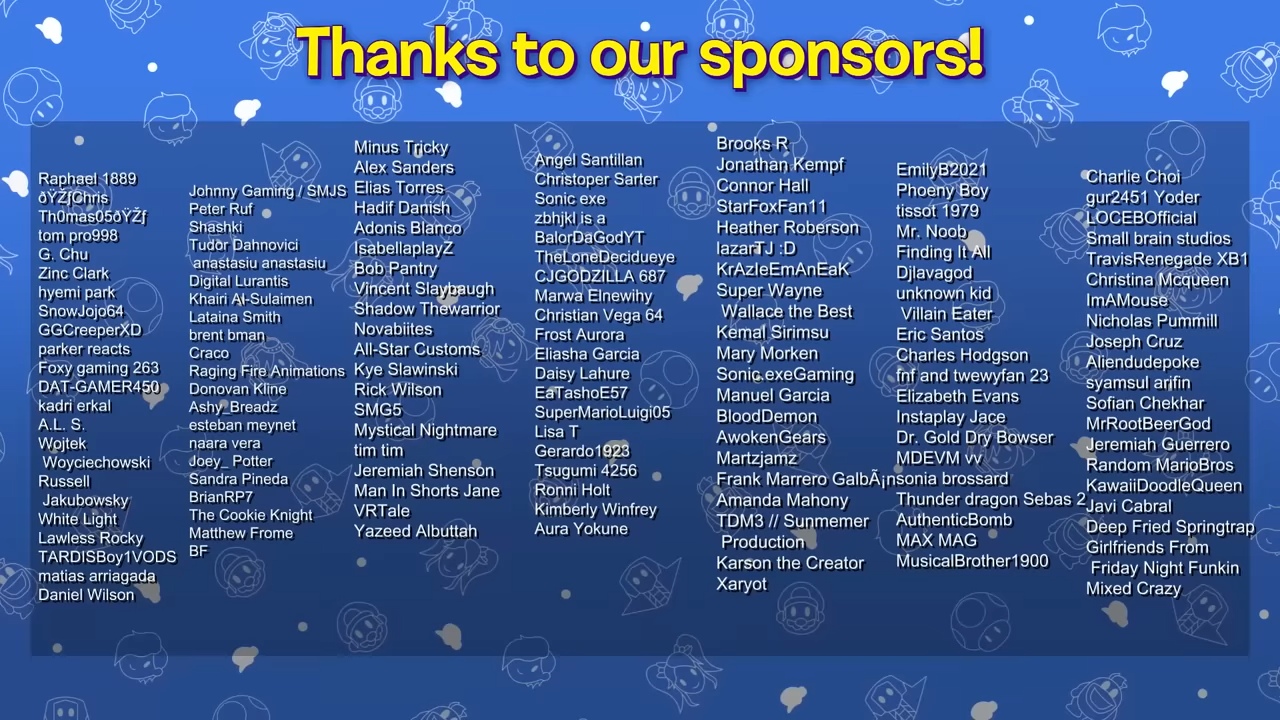 Thanks to our sponsors!
Raphael 1889
ðŸŽƒChris
Th0mas05ðŸŽƒ
tom pro998
G. Chu
Zinc Clark
hyemi park
SnowJojo64
GGCreeperXD
parker reacts
Foxy gaming 263
DAT-GAMER450
kadri erkal
A.L. S.
Wojtek
Woyciechowski
Russell
Jakubowsky
White Light
Lawless Rocky
TARDISBoy1VODS
matias arriagada
Daniel Wilson
Johnny Gaming / SMJS
Peter Ruf
Shashki
Tudor Dahnovici
anastasiu anastasiu
Digital Lurantis
Khairi Al-Sulaimen
Lataina Smith
brent bman
Craco
Raging Fire Animations
Donovan Kline
Ashy_Breadz
esteban meynet
naara vera
Joey_ Potter
Sandra Pineda
BrianRP7
The Cookie Knight
Matthew Frome
BF
Minus Tricky
Alex Sanders
Elias Torres
Hadif Danish
Adonis Blanco
IsabellaplayZ
Bob Pantry
Vincent Slaybaugh
Shadow Thewarrior
Novabiites
All-Star Customs
Kye Slawinski
Rick Wilson
SMG5
Mystical Nightmare
tim tim
Jeremiah Shenson
Man In Shorts Jane
VRTale
Yazeed Albuttah
Angel Santillan
Christoper Sarter
Sonic exe
zbhjkl is a
BalorDaGodYT
TheLoneDecidueye
CJGODZILLA 687
Marwa Elnewihy
Christian Vega 64
Frost Aurora
Eliasha Garcia
Daisy Lahure
EaTashoE57
SuperMarioLuigi05
Lisa T
Gerardo1923
Tsugumi 4256
Ronni Holt
Kimberly Winfrey
Aura Yokune
Brooks R
Jonathan Kempf
Connor Hall
StarFoxFan11
Heather Roberson
lazariTJ :D
KrAzIeEmAnEaK
Super Wayne
Wallace the Best
Kemal Sirimsu
Mary Morken
Sonic.exeGaming
Manuel Garcia
BloodDemon
AwokenGears
Martzjamz
Frank Marrero GalbÃ¡n
Amanda Mahony
TDM3 // Sunmemer
Production
Karson the Creator
Xaryot
EmilyB2021
Phoeny Boy
tissot 1979
Mr. Noob
Finding It All
Djlavagod
unknown kid
Villain Eater
Eric Santos
Charles Hodgson
fnf and twewyfan 23
Elizabeth Evans
Instaplay Jace
Dr. Gold Dry Bowser
MDEVM vv
sonia brossard
Thunder dragon Sebas 2
AuthenticBomb
MAX MAG
MusicalBrother1900
Charlie Choi
gur2451 Yoder
LOCEBOfficial
Small brain studios
TravisRenegade XB1
Christina Mcqueen
ImAMouse
Nicholas Pummill
Joseph Cruz
Aliendudepoke
syamsul arifin
Sofian Chekhar
MrRootBeerGod
Jeremiah Guerrero
Random MarioBros
KawaiiDoodleQueen
Javi Cabral
Deep Fried Springtrap
Girlfriends From
Friday Night Funkin
Mixed Crazy